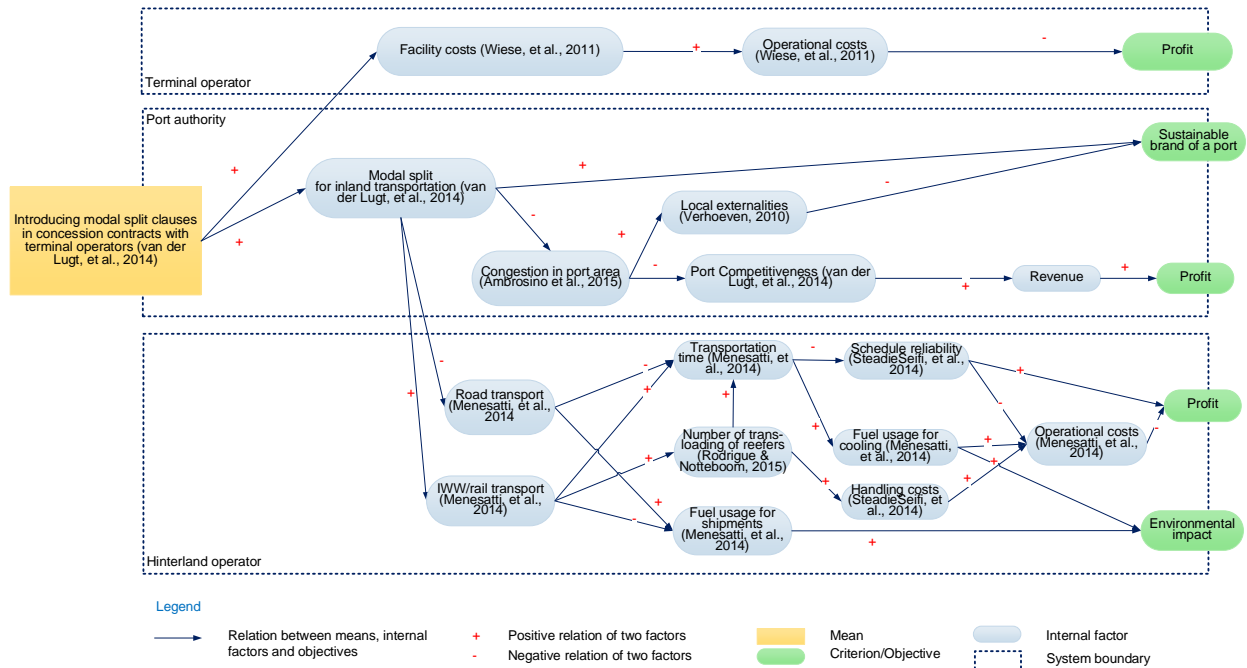 Facility costs (Wiese, et al., 2011)
+
Operational costs
(Wiese, et al., 2011)
-
Profit
Terminal operator
Port authority
+
+
Introducing modal split clauses
in concession contracts with
terminal operators (van der
Lugt, et al., 2014)
Modal split
for inland transportation (van
der Lugt, et al., 2014)
+
Sustainable
brand of a port
-
-
+
Local externalities
(Verhoeven, 2010)
Congestion in port area
(Ambrosino et al., 2015)
-
Port Competitiveness (van der
Lugt, et al., 2014)
+
Revenue
+
Profit
-
+
Road transport
(Menesatti, et al.,
2014
IWW/rail transport
(Menesatti, et al.,
2014)
-
+
+
+
-
Transportation
time (Menesatti, et
al., 2014)
+
Number of trans-
loading of reefers
(Rodrigue &
Notteboom, 2015)
Fuel usage for
shipments
(Menesatti, et al.,
2014)
-
+
+
+
Schedule reliability
(SteadieSeifi, et al.,
2014)
Fuel usage for
cooling (Menesatti,
et al., 2014)
Handling costs
(SteadieSeifi, et
al., 2014)
+
-
+
+
+
Operational costs
(Menesatti, et al.,
2014)
-
Profit
Environmental
impact
Hinterland operator
Legend
Relation between means, internal
factors and objectives
+ Positive relation of two factors
- Negative relation of two factors
Mean
Criterion/Objective
Internal factor
System boundary